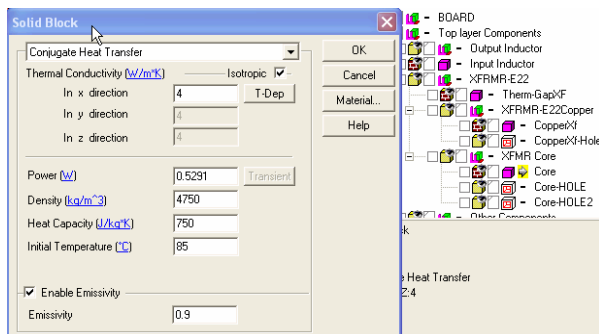 Solid Block
Conjugate Heat Transfer
OK
Thermal Conductivity (W/m*K)
Isotropic
Cancel
In x direction
4
T-Dep
Material...
In y direction
4
Help
In z direction
4
Power (W)
0.5291
Transient
Density (kg/m^3)
4750
Heat Capacity (J/kg*K)
750
Initial Temperature (°C)
85
Enable Emissivity
Emissivity
0.9
- BOARD
- Top layer Components
- Output Inductor
- Input Inductor
- XFRMR-E22
- Therm-GapXF
- XFRMR-E22Copper
- CopperXf
- CopperXf-Hole
- XFMR Core
- Core
- Core-HOLE
- Core-HOLE2
- Other Components
Heat Transfer
Z:4